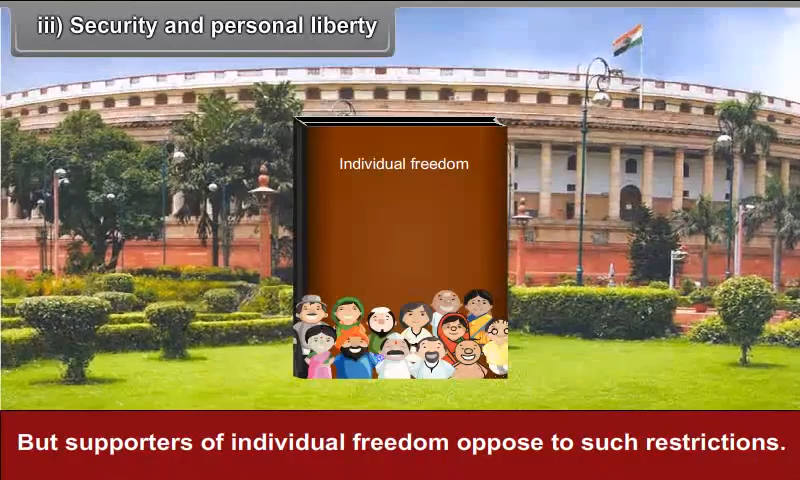 iii) Security and personal liberty
Individual freedom
But supporters of individual freedom oppose to such restrictions.